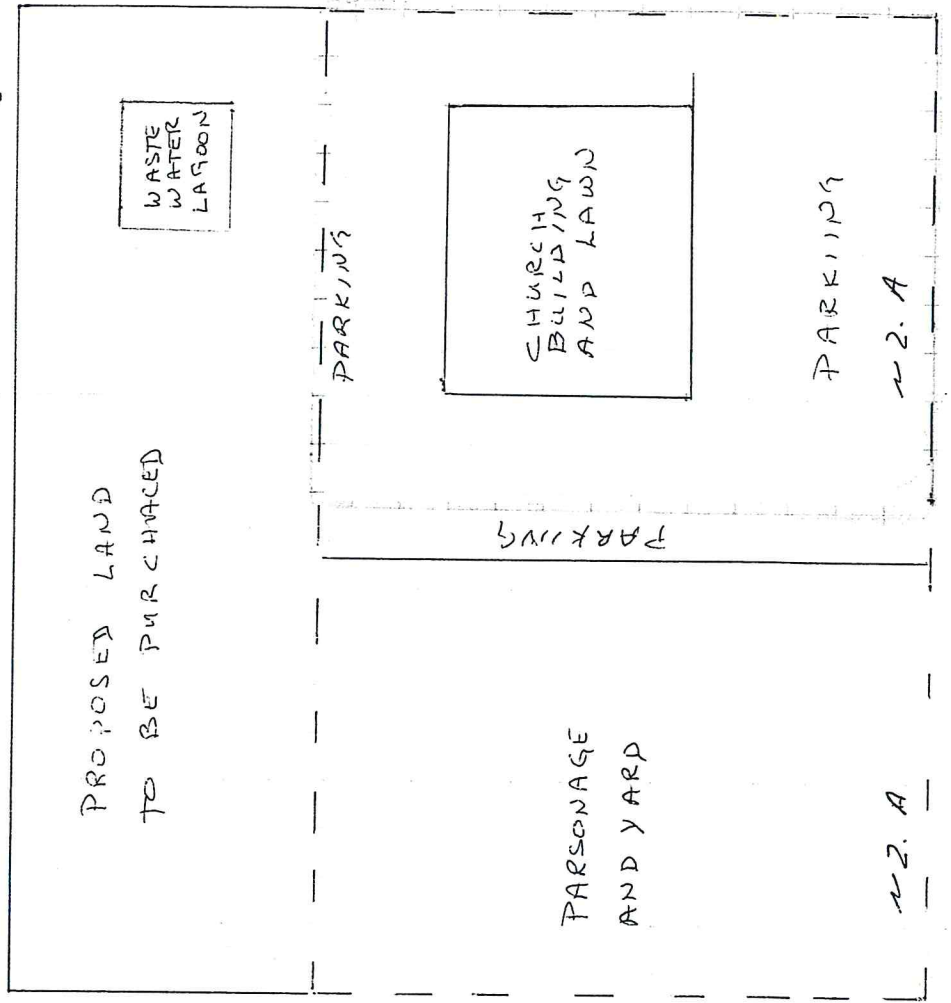 PROPOSED LAND
TO BE PURCHACED
WASTE
WATER
LAGOON
PARKING
CHURCH
BUILDING
AND LAWN
PARKING
~ 2. A
PARKING
PARSONAGE
AND YARD
~ 2. A